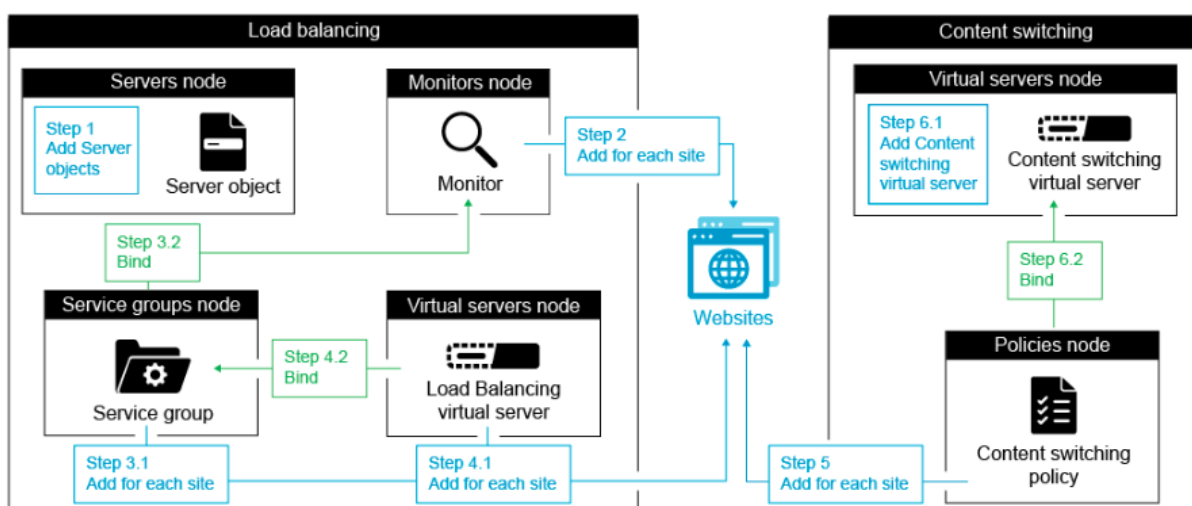 Load balancing
Content switching
Servers node
Monitors node
Virtual servers node
Step 1
Add Server
objects
Server object
Monitor
Step 2
Add for each site
Step 6.1
Add Content
switching
virtual server
Content switching
virtual server
Step 3.2
Bind
Step 6.2
Bind
Service groups node
Virtual servers node
Websites
Policies node
Step 4.2
Bind
Service group
Load Balancing
virtual server
Content switching
policy
Step 3.1
Add for each site
Step 4.1
Add for each site
Step 5
Add for each site